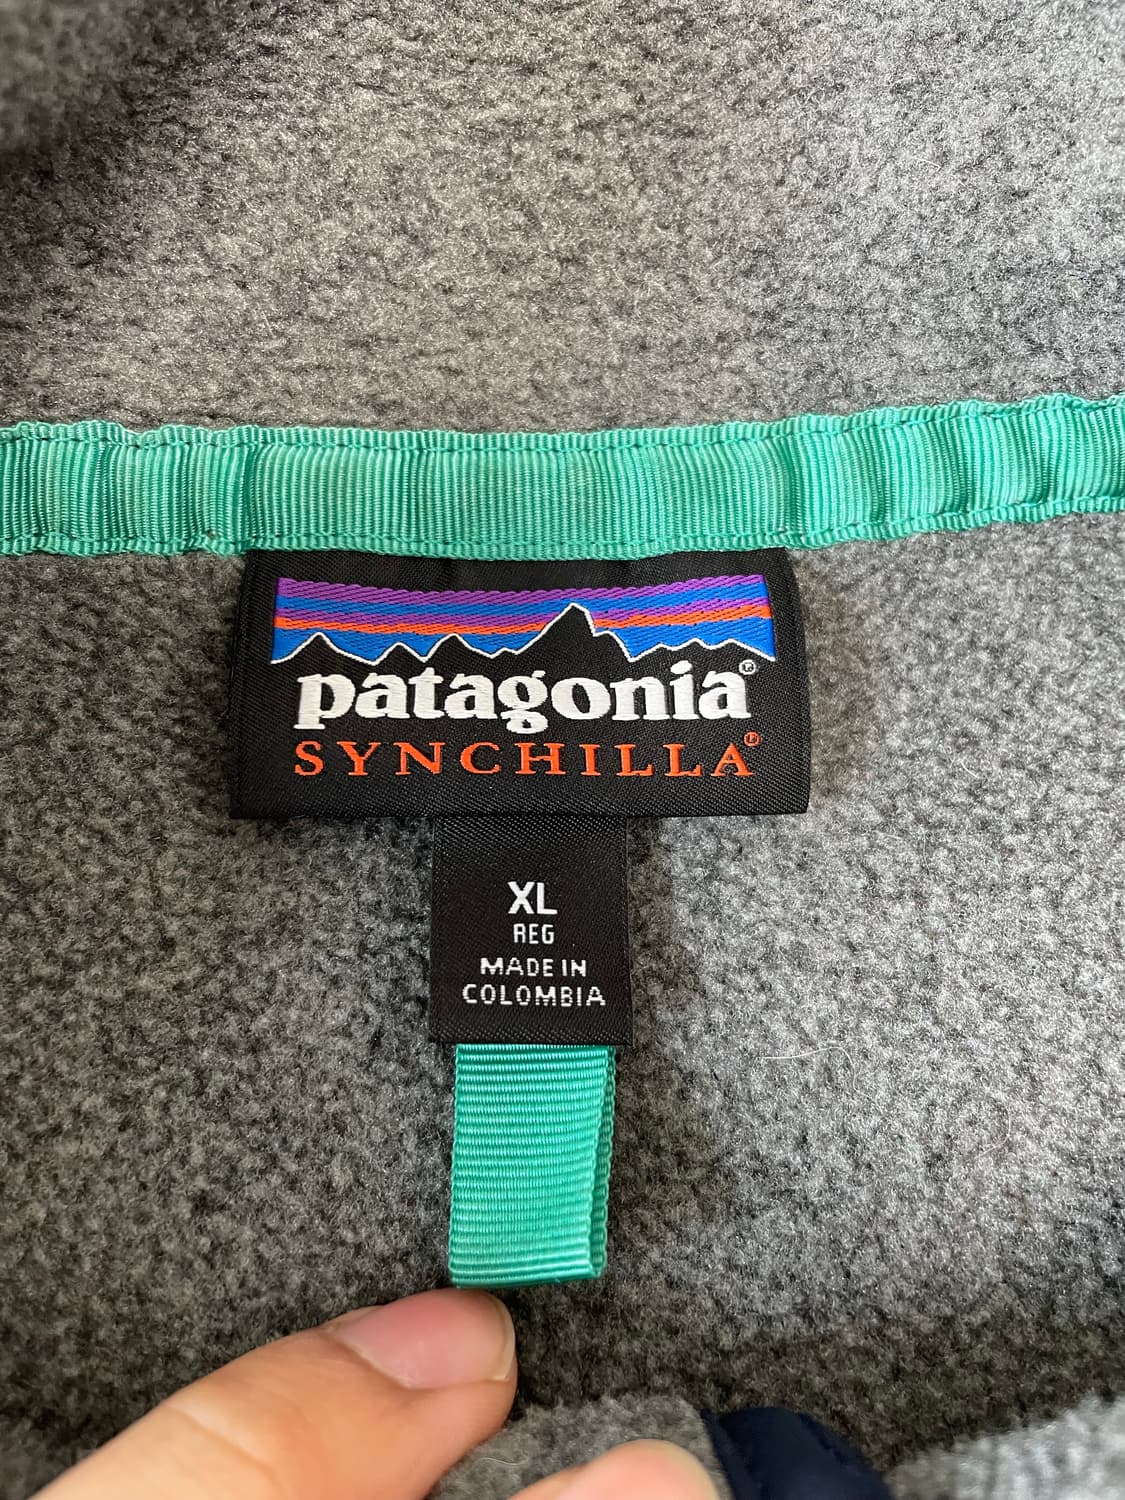 patagonia®
SYNCHILLA®
XL
REG
MADE IN
COLOMBIA